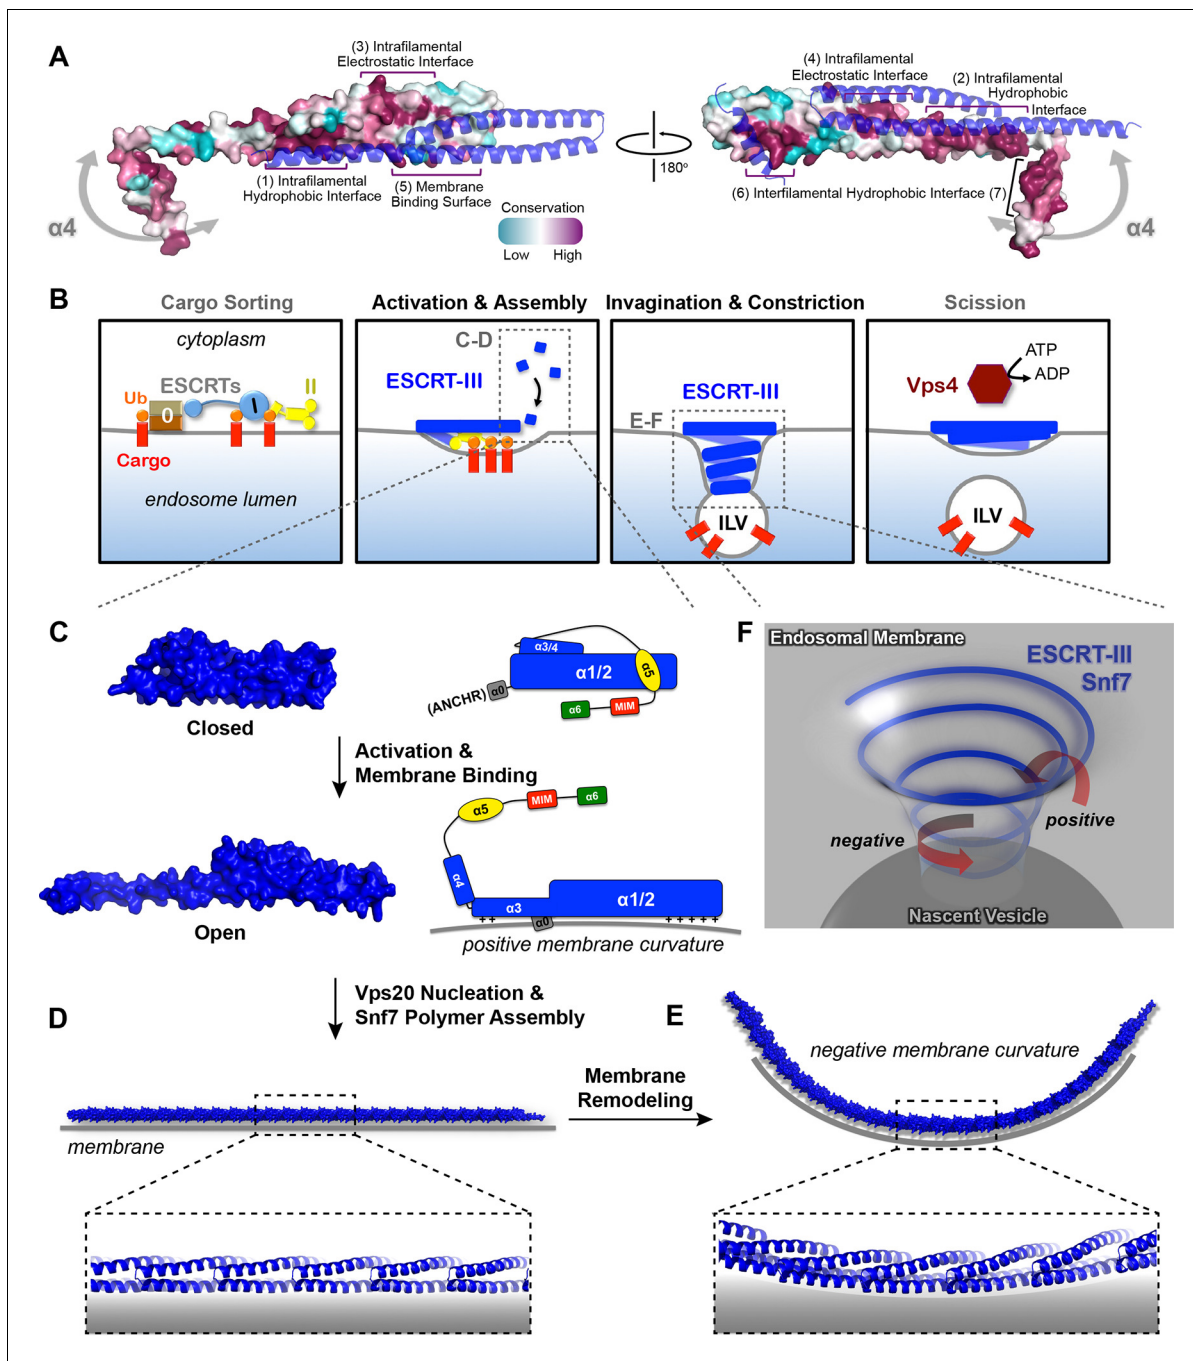 A
(3) Intrafilamental
Electrostatic Interface
(1) Intrafilamental
Hydrophobic Interface
(5) Membrane
Binding Surface
α4
Conservation
Low High
180°
(4) Intrafilamental
Electrostatic Interface
(2) Intrafilamental
Hydrophobic
Interface
(6) Interfilamental Hydrophobic Interface (7)
α4
B
Cargo Sorting
Activation & Assembly
Invagination & Constriction
Scission
cytoplasm
ESCRTs
II
Ub
0
I
Cargo
endosome lumen
C-D
ESCRT-III
ESCRT-III
E-F
ILV
ATP
Vps4
ADP
ILV
C
Closed
α3/4
α1/2
α5
(ANCHR)
α0
α6
MIM
Activation &
Membrane Binding
α5
MIM
α6
Open
α4
α3
α1/2
α0
++
+++++
positive membrane curvature
F
Endosomal Membrane
ESCRT-III
Snf7
positive
negative
Nascent Vesicle
Vps20 Nucleation &
Snf7 Polymer Assembly
D
membrane
Membrane
Remodeling
E
negative membrane curvature